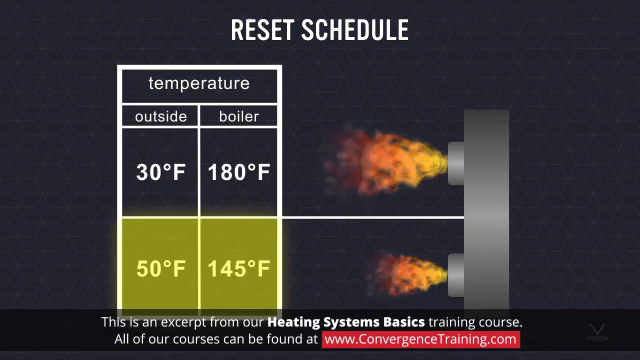 RESET SCHEDULE
temperature
outside boiler
30°F 180°F
50°F 145°F
This is an excerpt from our Heating Systems Basics training course.
All of our courses can be found at www.ConvergenceTraining.com